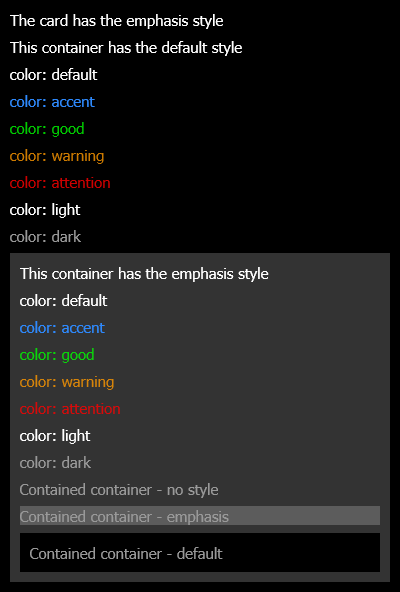 The card has the emphasis style
This container has the default style
color: default
color: accent
color: good
color: warning
color: attention
color: light
color: dark
This container has the emphasis style
color: default
color: accent
color: good
color: warning
color: attention
color: light
color: dark
Contained container - no style
Contained container - emphasis
Contained container - default